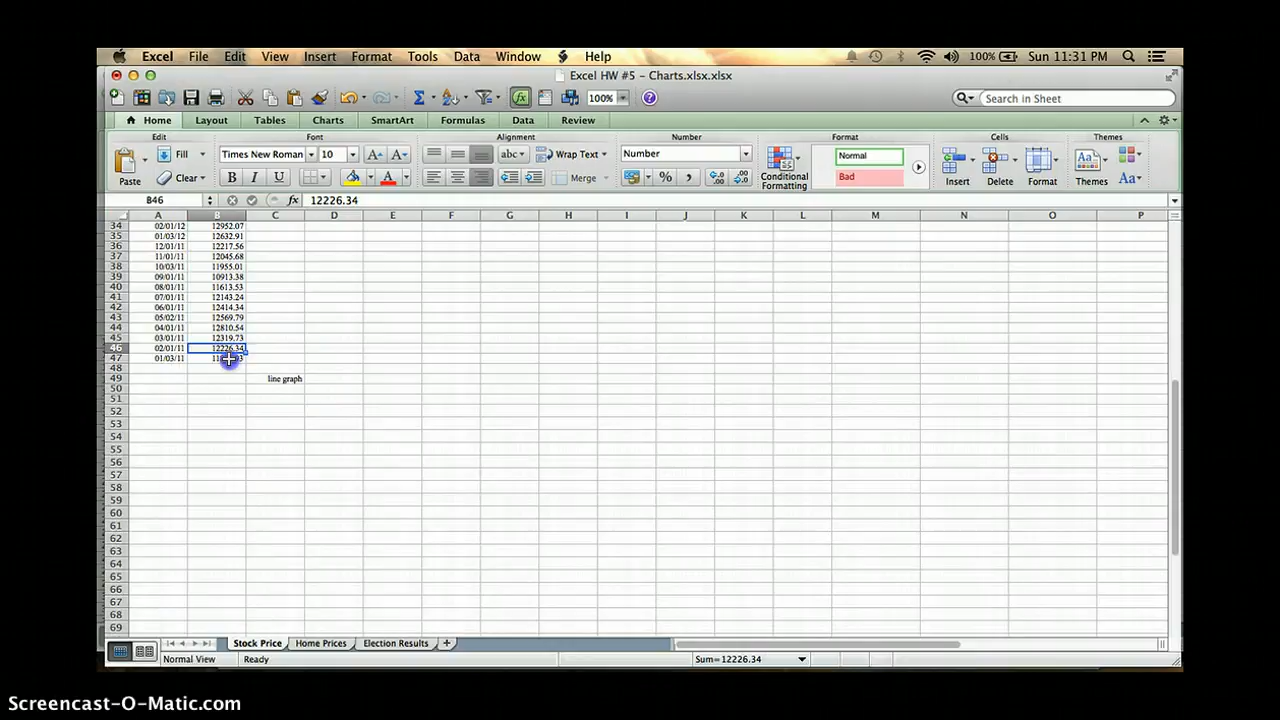 Excel File Edit View Insert Format Tools Data Window Help 100% Sun 11:31 PM
Excel HW #5 – Charts.xlsx.xlsx
100% Search in Sheet
Home Layout Tables Charts SmartArt Formulas Data Review
Edit Font Alignment Number Format Cells Themes
Fill Times New Roman 10 A A abc Wrap Text Number Normal
Paste Clear B I U A Merge % Conditional Formatting Bad Insert Delete Format Themes Aa
B46 fx 12226.34
A B C D E F G H I J K L M N O P
34 02/01/12 12952.07
35 01/03/12 12632.91
36 12/01/11 12217.56
37 11/01/11 12045.68
38 10/03/11 11955.01
39 09/01/11 10913.38
40 08/01/11 11613.53
41 07/01/11 12143.24
42 06/01/11 12414.34
43 05/02/11 12569.79
44 04/01/11 12810.54
45 03/01/11 12319.73
46 02/01/11 12226.34
47 01/03/11
48
49 line graph
50
51
52
53
54
55
56
57
58
59
60
61
62
63
64
65
66
67
68
69
Stock Price Home Prices Election Results +
Normal View Ready Sum=12226.34
Screencast-O-Matic.com